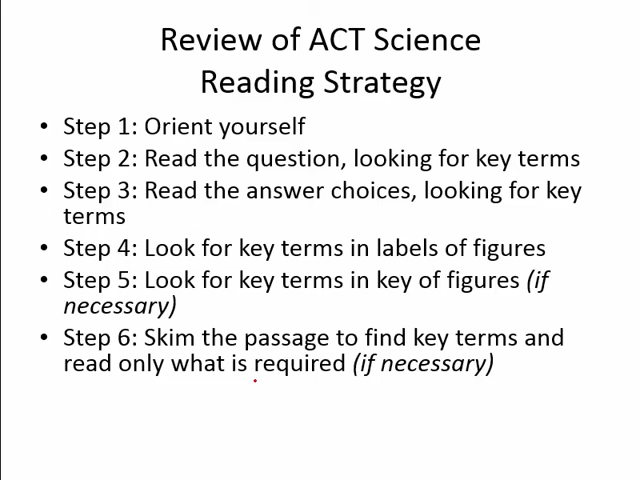 Review of ACT Science
Reading Strategy
• Step 1: Orient yourself
• Step 2: Read the question, looking for key terms
• Step 3: Read the answer choices, looking for key
terms
• Step 4: Look for key terms in labels of figures
• Step 5: Look for key terms in key of figures (if
necessary)
• Step 6: Skim the passage to find key terms and
read only what is required (if necessary)